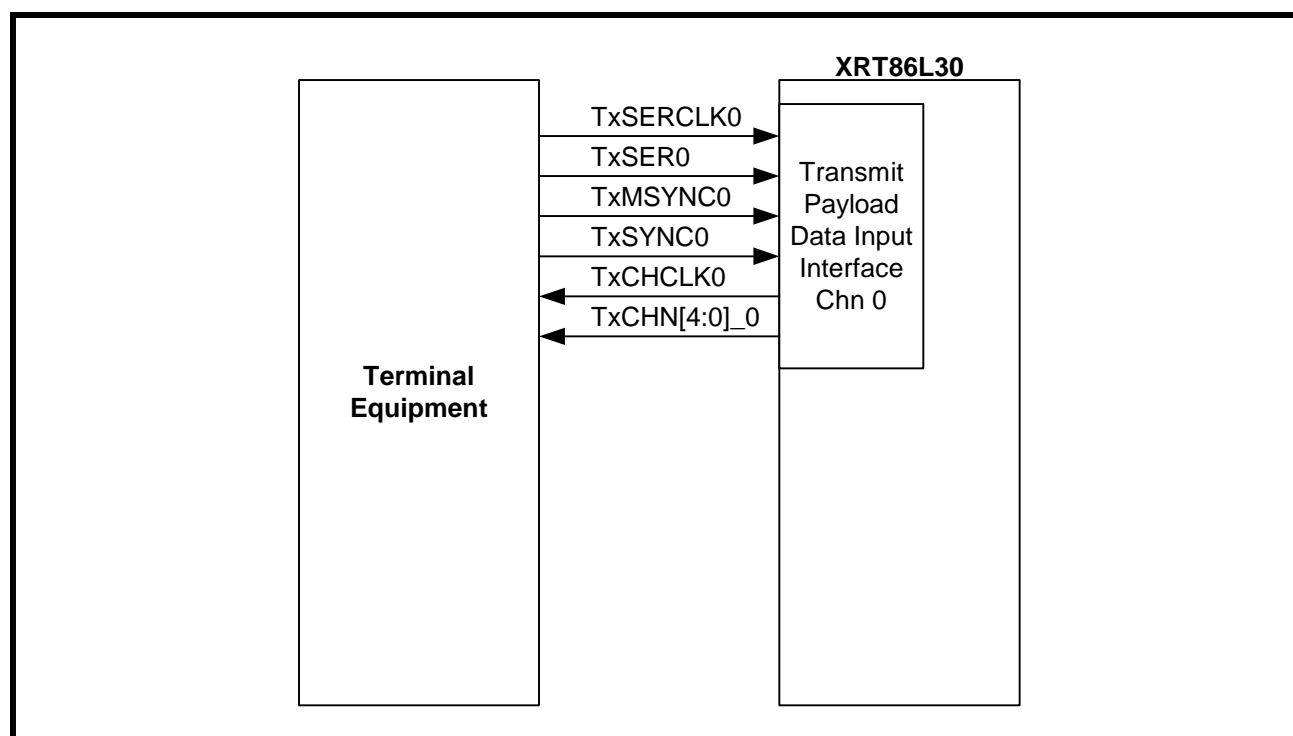 XRT86L30
TxSERCLK0
TxSER0
TxMSYNC0
TxSYNC0
TxCHCLK0
TxCHN[4:0]_0
Transmit
Payload
Data Input
Interface
Chn 0
Terminal
Equipment